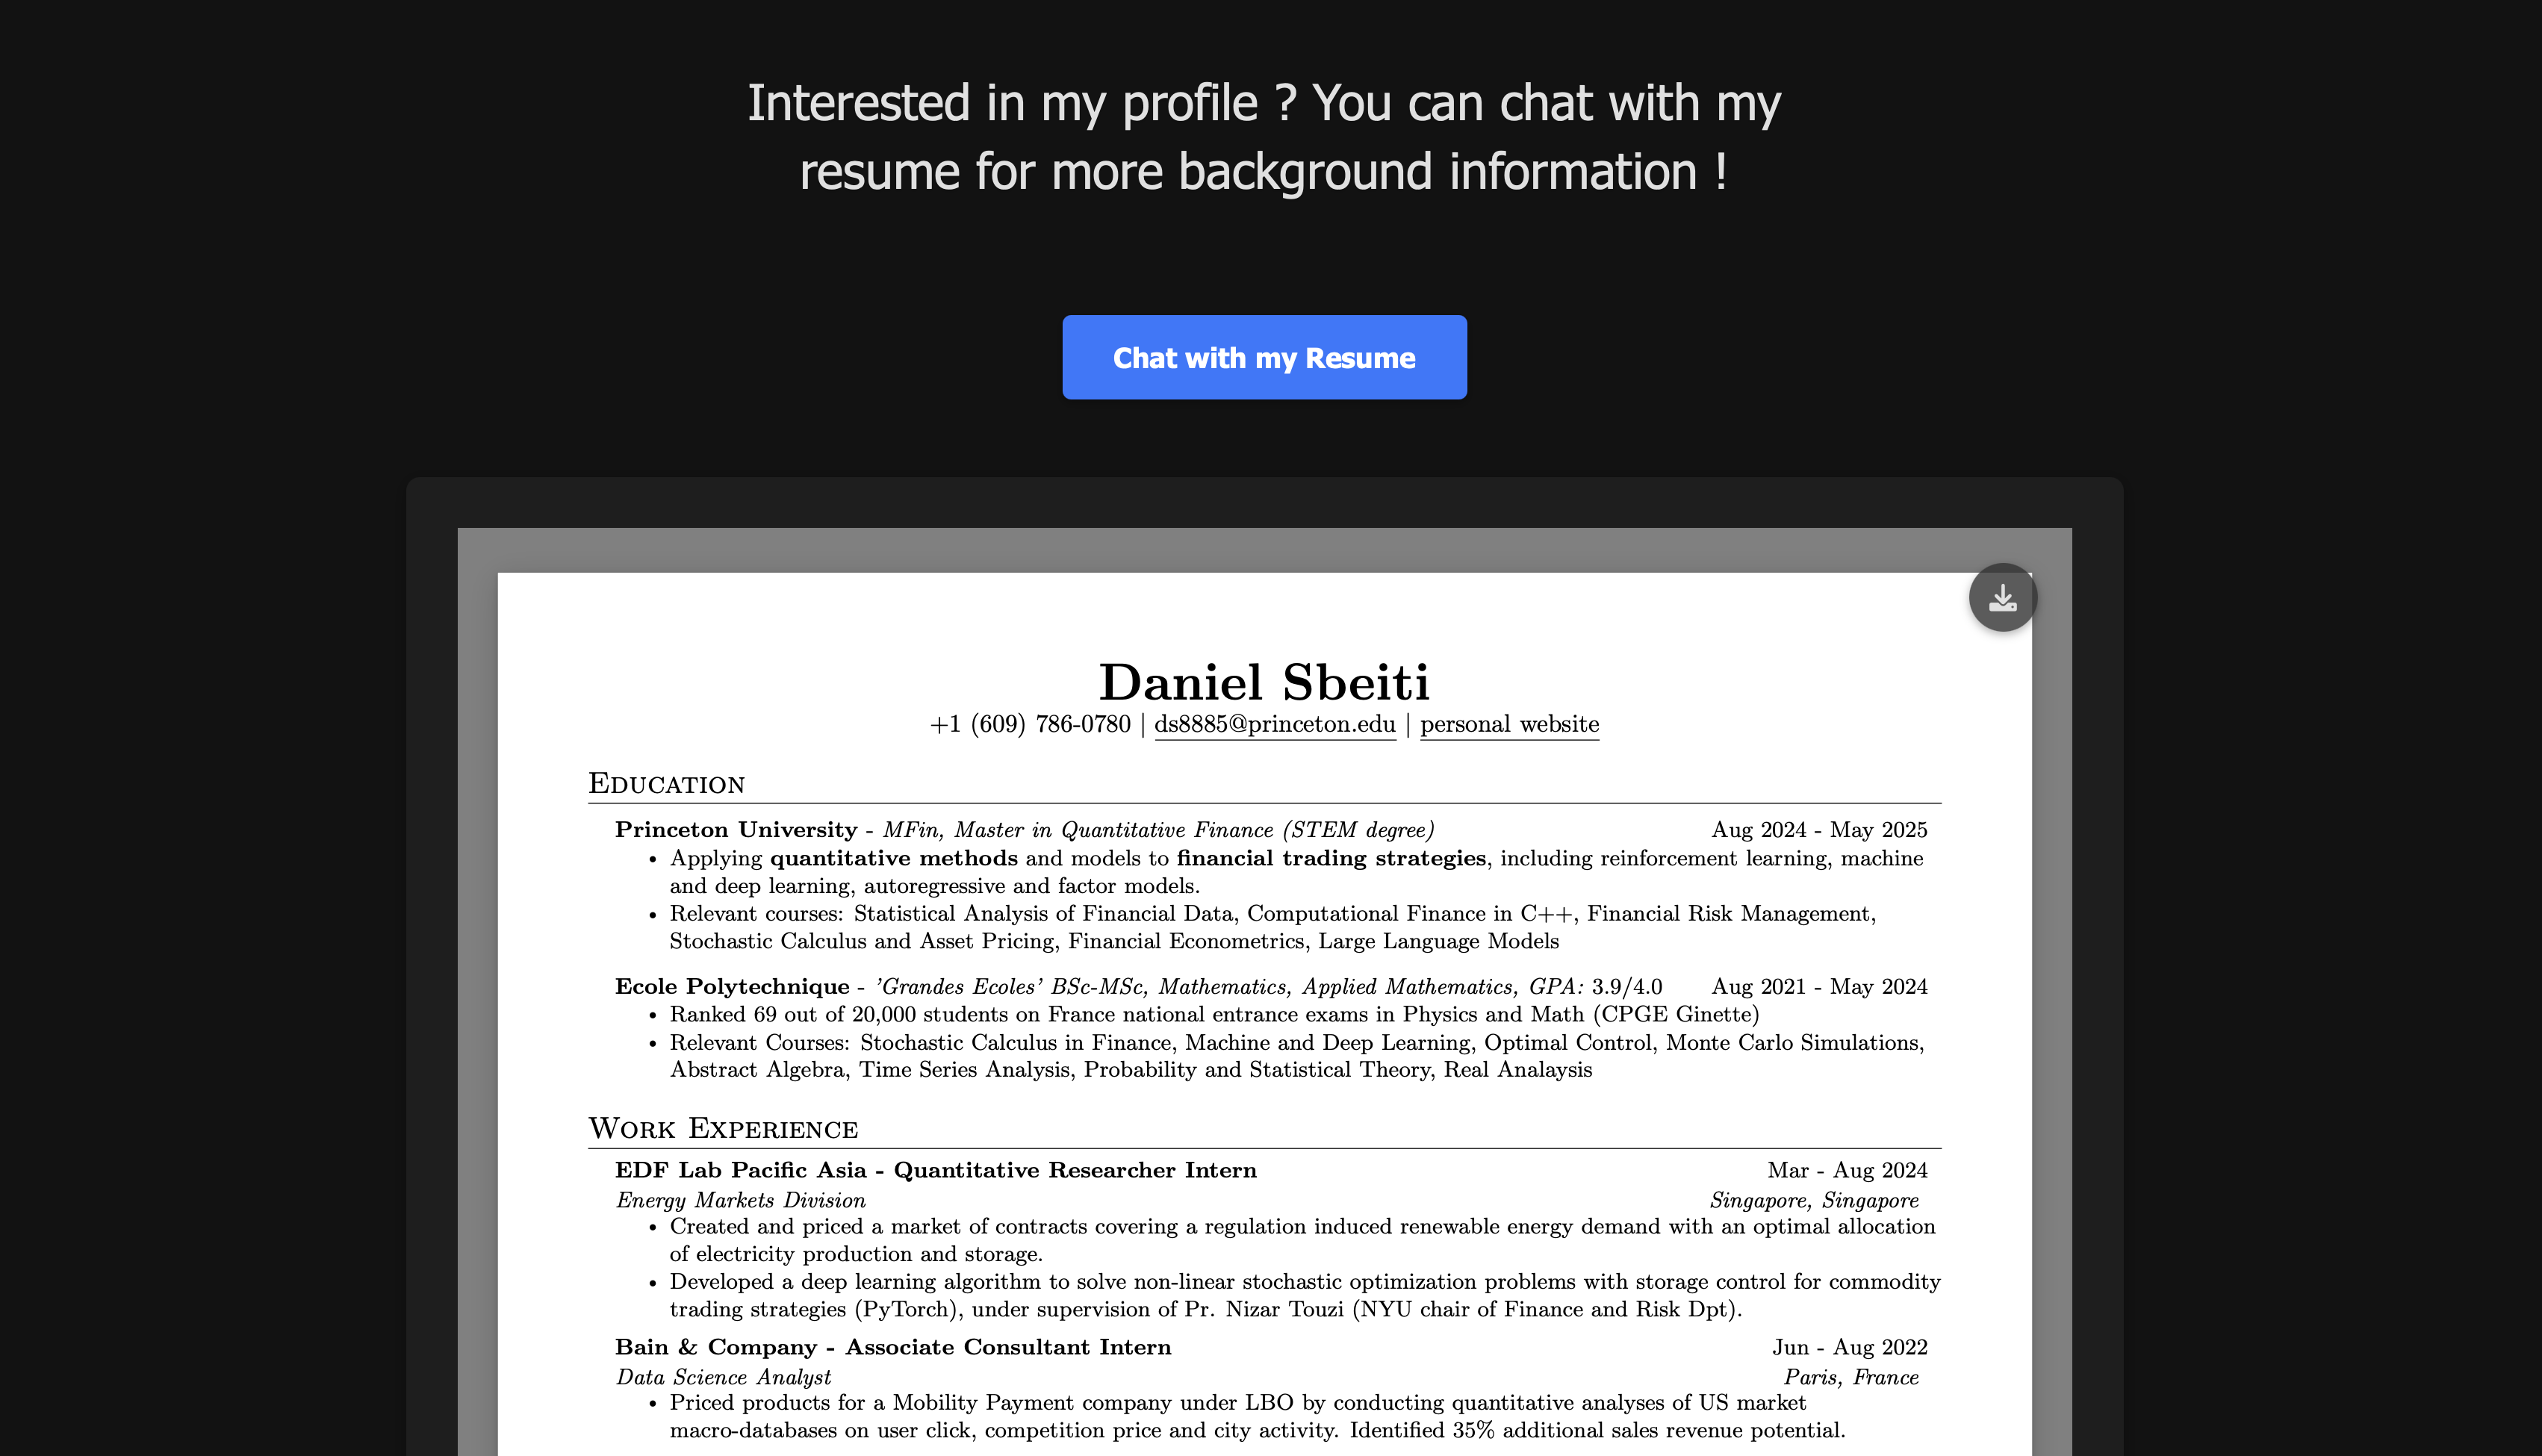 Interested in my profile ? You can chat with my
resume for more background information !
Chat with my Resume
Daniel Sbeiti
+1 (609) 786-0780 | ds8885@princeton.edu | personal website
Education
Princeton University - MFin, Master in Quantitative Finance (STEM degree) Aug 2024 - May 2025
• Applying quantitative methods and models to financial trading strategies, including reinforcement learning, machine
and deep learning, autoregressive and factor models.
• Relevant courses: Statistical Analysis of Financial Data, Computational Finance in C++, Financial Risk Management,
Stochastic Calculus and Asset Pricing, Financial Econometrics, Large Language Models
Ecole Polytechnique - 'Grandes Ecoles' BSc-MSc, Mathematics, Applied Mathematics, GPA: 3.9/4.0 Aug 2021 - May 2024
• Ranked 69 out of 20,000 students on France national entrance exams in Physics and Math (CPGE Ginette)
• Relevant Courses: Stochastic Calculus in Finance, Machine and Deep Learning, Optimal Control, Monte Carlo Simulations,
Abstract Algebra, Time Series Analysis, Probability and Statistical Theory, Real Analaysis
Work Experience
EDF Lab Pacific Asia - Quantitative Researcher Intern Mar - Aug 2024
Energy Markets Division Singapore, Singapore
• Created and priced a market of contracts covering a regulation induced renewable energy demand with an optimal allocation
of electricity production and storage.
• Developed a deep learning algorithm to solve non-linear stochastic optimization problems with storage control for commodity
trading strategies (PyTorch), under supervision of Pr. Nizar Touzi (NYU chair of Finance and Risk Dpt).
Bain & Company - Associate Consultant Intern Jun - Aug 2022
Data Science Analyst Paris, France
• Priced products for a Mobility Payment company under LBO by conducting quantitative analyses of US market
macro-databases on user click, competition price and city activity. Identified 35% additional sales revenue potential.